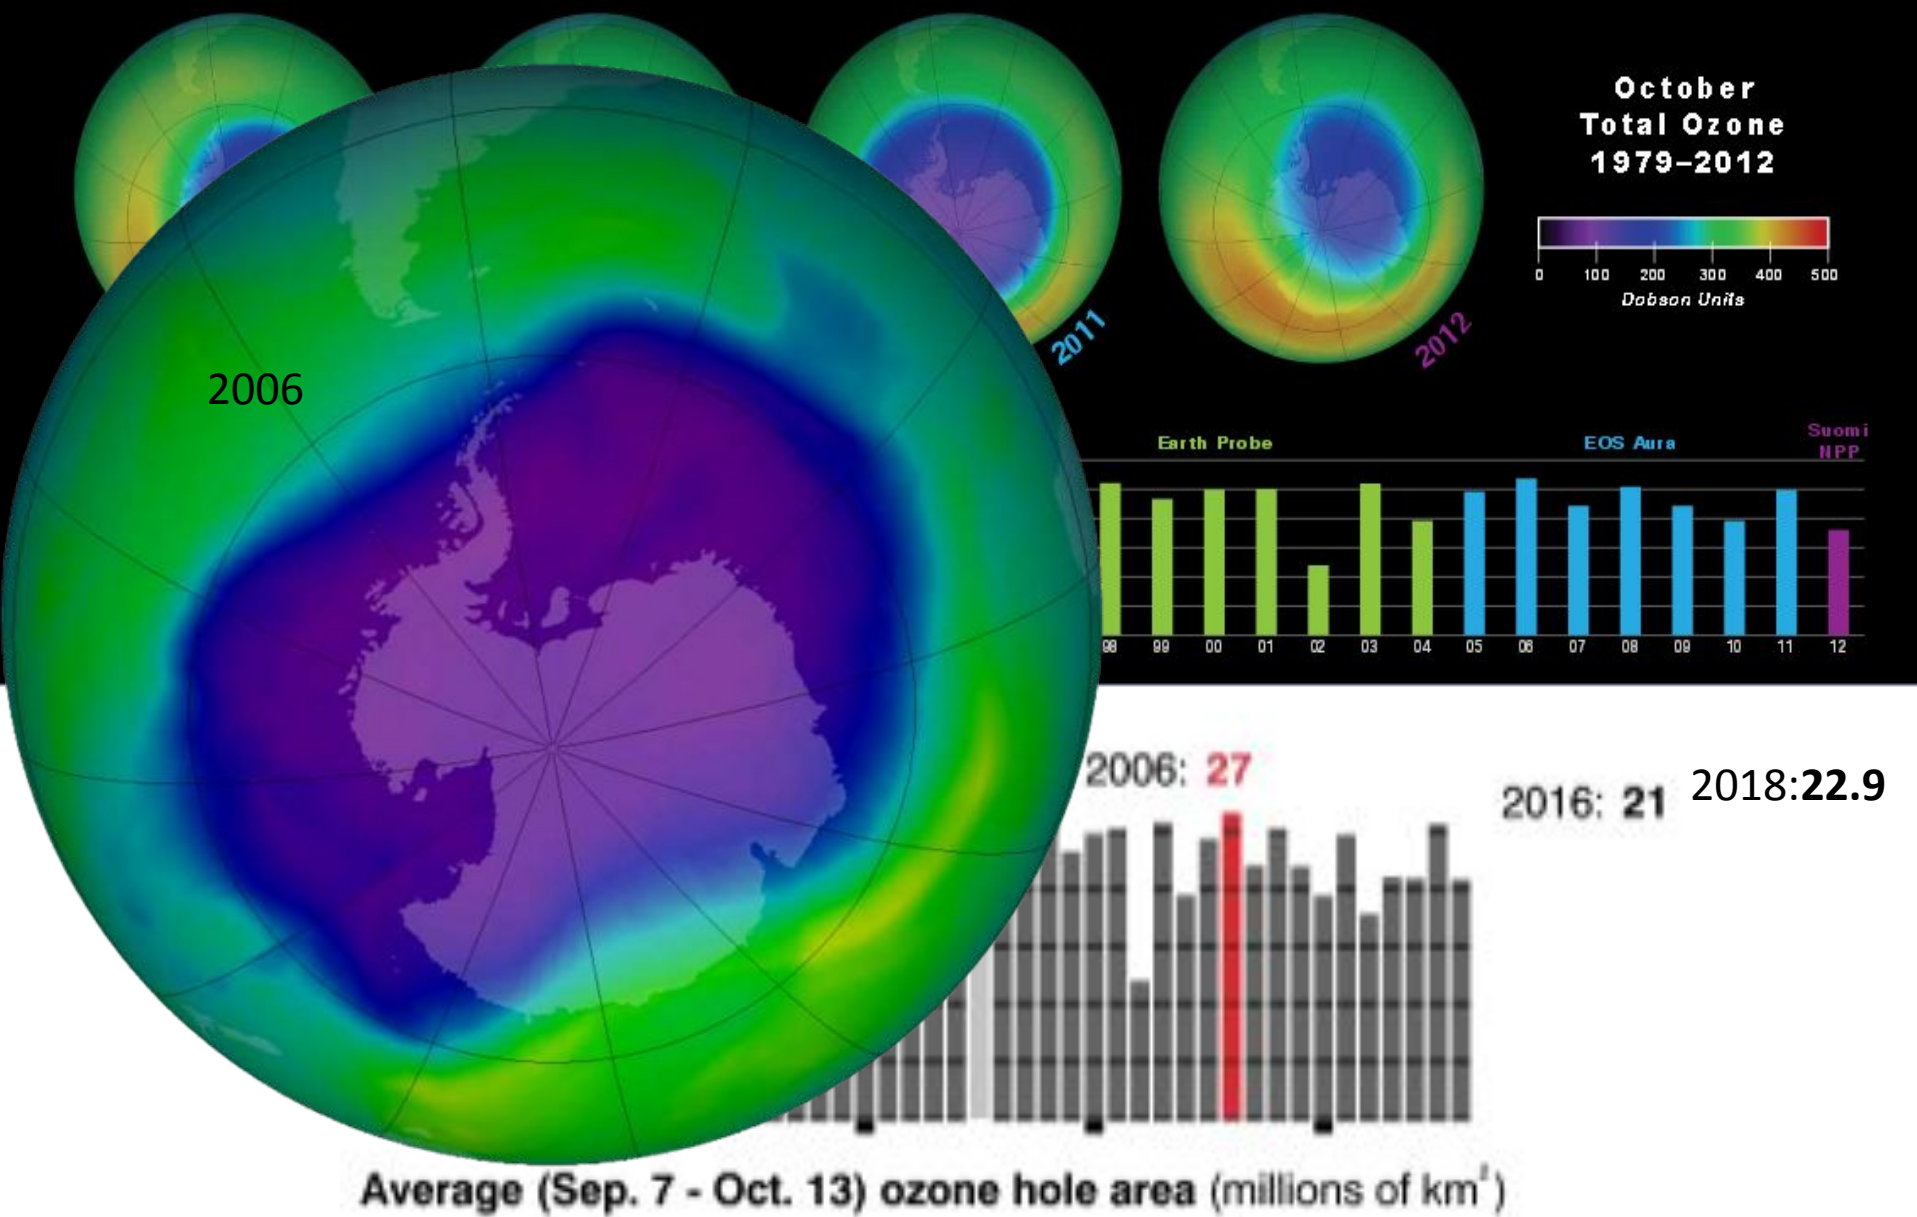 October
Total Ozone
1979–2012
0 100 200 300 400 500
Dobson Units
2011
2012
2006
Earth Probe
EOS Aura
Suomi
NPP
98 99 00 01 02 03 04 05 06 07 08 09 10 11 12
2006: 27
2016: 21
2018:22.9
Average (Sep. 7 - Oct. 13) ozone hole area (millions of km²)